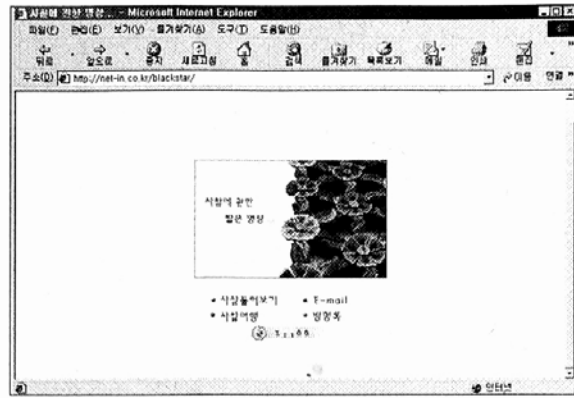 사찰에 관한 명상... - Microsoft Internet Explorer
파일(F) 편집(E) 보기(V) 즐겨찾기(A) 도구(T) 도움말(H)
뒤로 앞으로 중지 새로고침 홈 검색 즐겨찾기 목록보기 메일 인쇄 편집
주소(D) http://net-in.co.kr/blackstar/ 이동 연결
사찰에 관한
짧은 명상
• 사찰둘러보기 • E-mail
• 사찰여행 • 방명록
인터넷